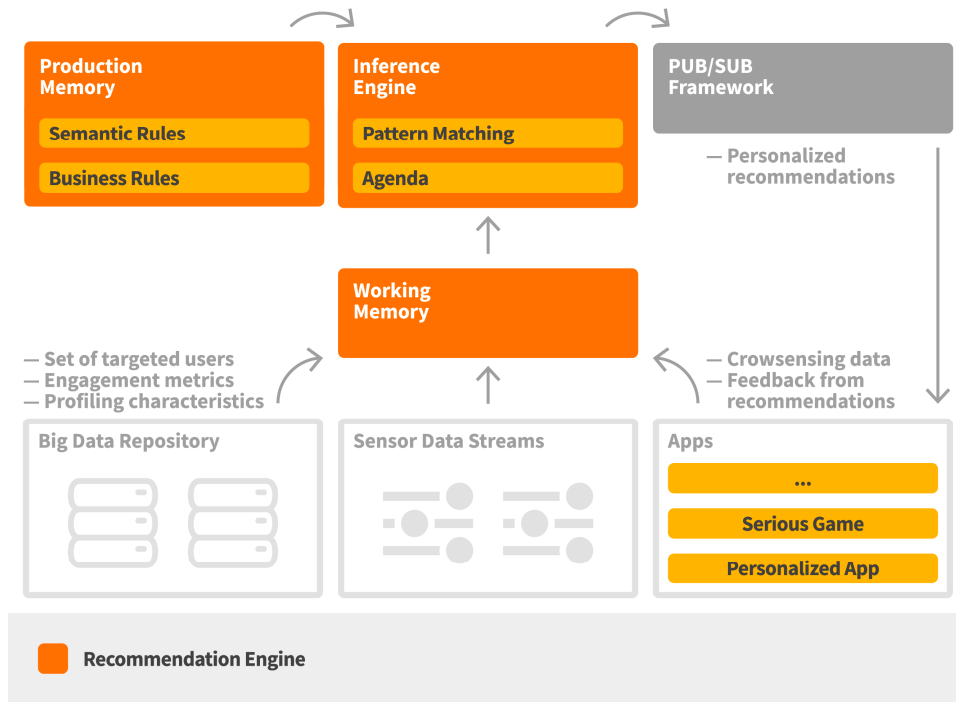 Production
Memory
Semantic Rules
Business Rules
Inference
Engine
Pattern Matching
Agenda
PUB/SUB
Framework
— Personalized
recommendations
Working
Memory
— Set of targeted users
— Engagement metrics
— Profiling characteristics
— Crowsensing data
— Feedback from
recommendations
Big Data Repository
Sensor Data Streams
Apps
...
Serious Game
Personalized App
Recommendation Engine